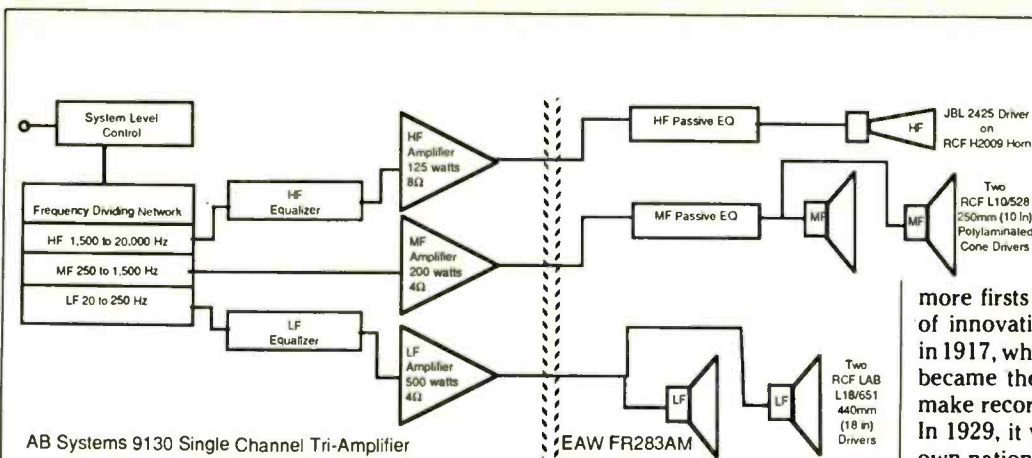 System Level
Control
Frequency Dividing Network
HF 1,500 to 20.000 Hz
MF 250 to 1,500 Hz
LF 20 to 250 Hz
HF
Equalizer
LF
Equalizer
HF
Amplifier
125 watts
8Ω
MF
Amplifier
200 watts
4Ω
LF
Amplifier
500 watts
4Ω
HF Passive EQ
MF Passive EQ
HF
JBL 2425 Driver
on
RCF H2009 Horn
MF
MF
Two
RCF L10/528
250mm (10 In)
Polylaminated
Cone Drivers
LF
LF
Two
RCF LAB
L18/651
440mm
(18 in)
Drivers
AB Systems 9130 Single Channel Tri-Amplifier
EAW FR283AM
more firsts
of innovati
in 1917, wh
became the
make recor
In 1929, it v
own nation